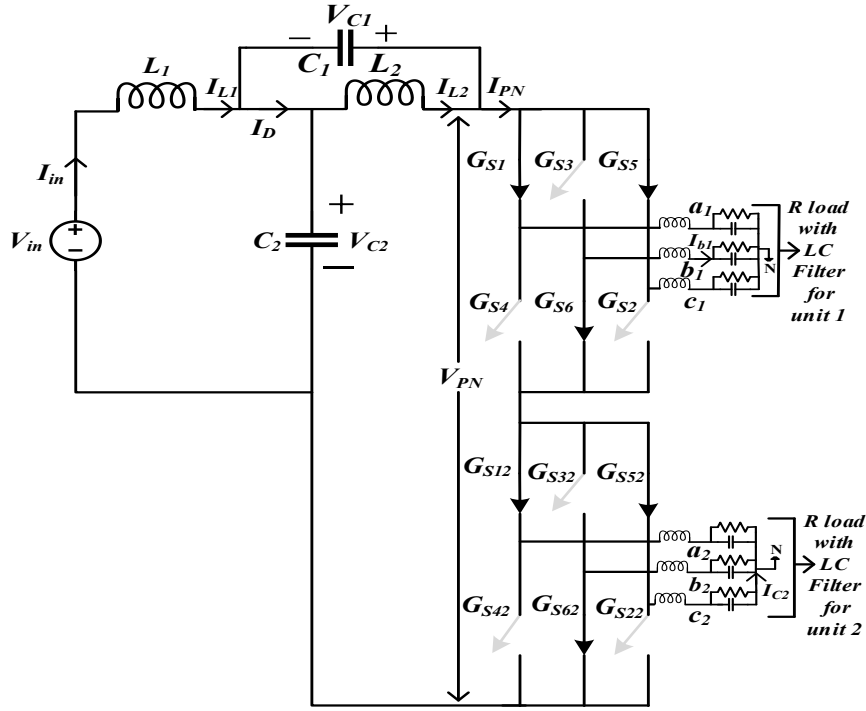 V_C1
− +
C_1
L_1 L_2
I_L1 I_D I_L2 I_PN
I_in
V_in + −
C_2 + V_C2 −
V_PN
G_S1 G_S3 G_S5
a_1
I_b1
b_1
c_1
N
R load
with
LC
Filter
for
unit 1
G_S4 G_S6 G_S2
G_S12 G_S32 G_S52
a_2
b_2
c_2
N
I_C2
R load
with
LC
Filter
for
unit 2
G_S42 G_S62 G_S22